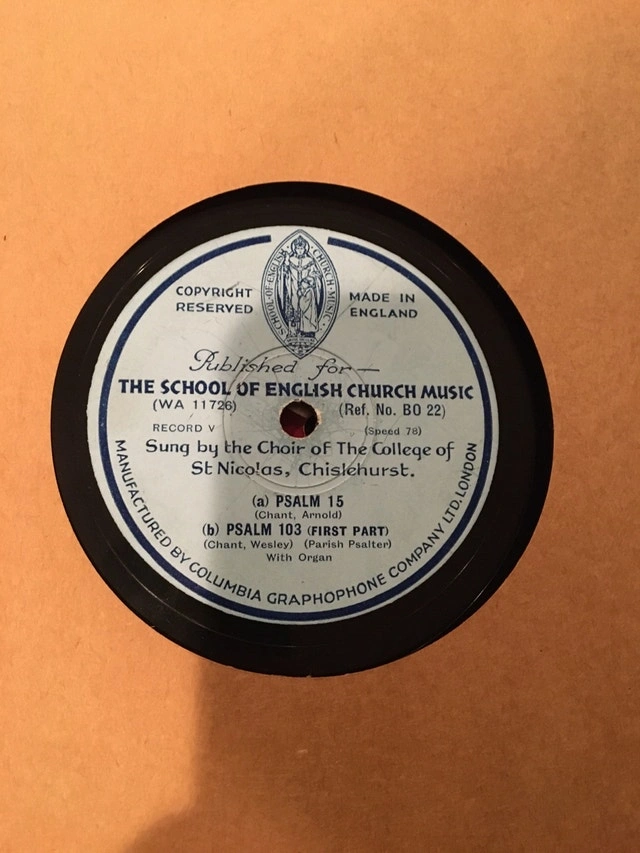 SCHOOL·OF·ENGLISH·CHURCH·MUSIC·
COPYRIGHT
RESERVED
MADE IN
ENGLAND
Published for—
THE SCHOOL OF ENGLISH CHURCH MUSIC
(WA 11726) (Ref. No. BO 22)
RECORD V (Speed 78)
Sung by the Choir of The College of
St Nicolas, Chislehurst.
(a) PSALM 15
(Chant, Arnold)
(b) PSALM 103 (FIRST PART)
(Chant, Wesley) (Parish Psalter)
With Organ
MANUFACTURED BY COLUMBIA GRAPHOPHONE COMPANY LTD. LONDON